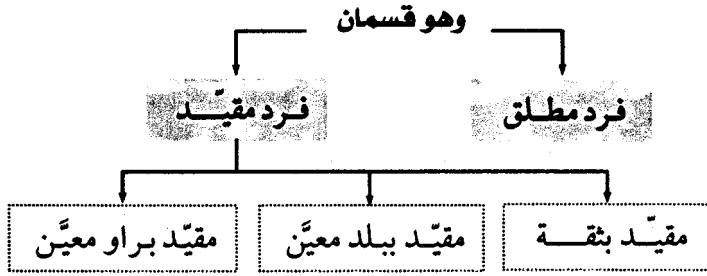 وهو قسمان
فرد مطلق
فرد مقيّد
مقيّد بثقة
مقيّد ببلد معيَّن
مقيّد براو معيَّن